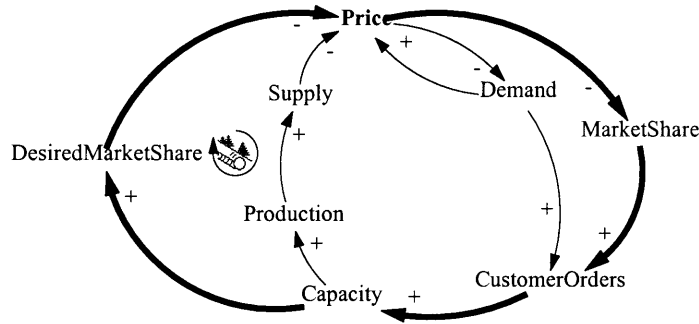 Price
-
-
+
-
-
-
Supply
Demand
MarketShare
+
DesiredMarketShare
+
Production
+
+
+
CustomerOrders
Capacity
+